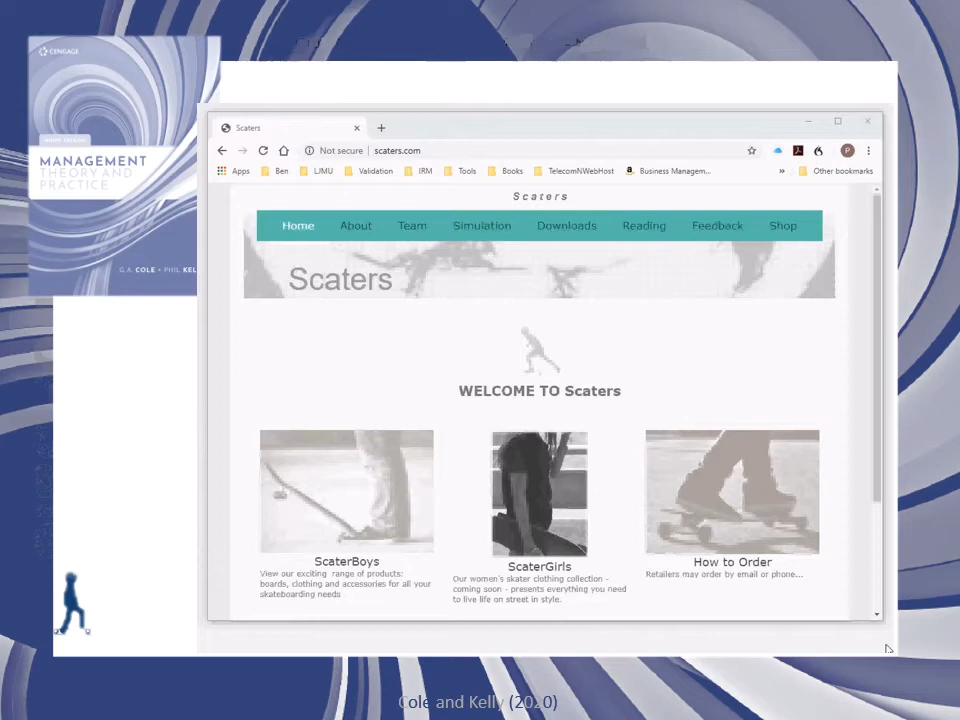 CENGAGE
MANAGEMENT
THEORY AND
PRACTICE
G.A. COLE • PHIL KEL
Scaters
Not secure | scaters.com
Apps Ben LJMU Validation IRM Tools Books TelecomNWebHost Business Managem... » Other bookmarks
Scaters
Home About Team Simulation Downloads Reading Feedback Shop
Scaters
WELCOME TO Scaters
ScaterBoys
View our exciting range of products:
boards, clothing and accessories for all your
skateboarding needs
ScaterGirls
Our women's skater clothing collection -
coming soon - presents everything you need
to live life on street in style.
How to Order
Retailers may order by email or phone...
Cole and Kelly (2020)